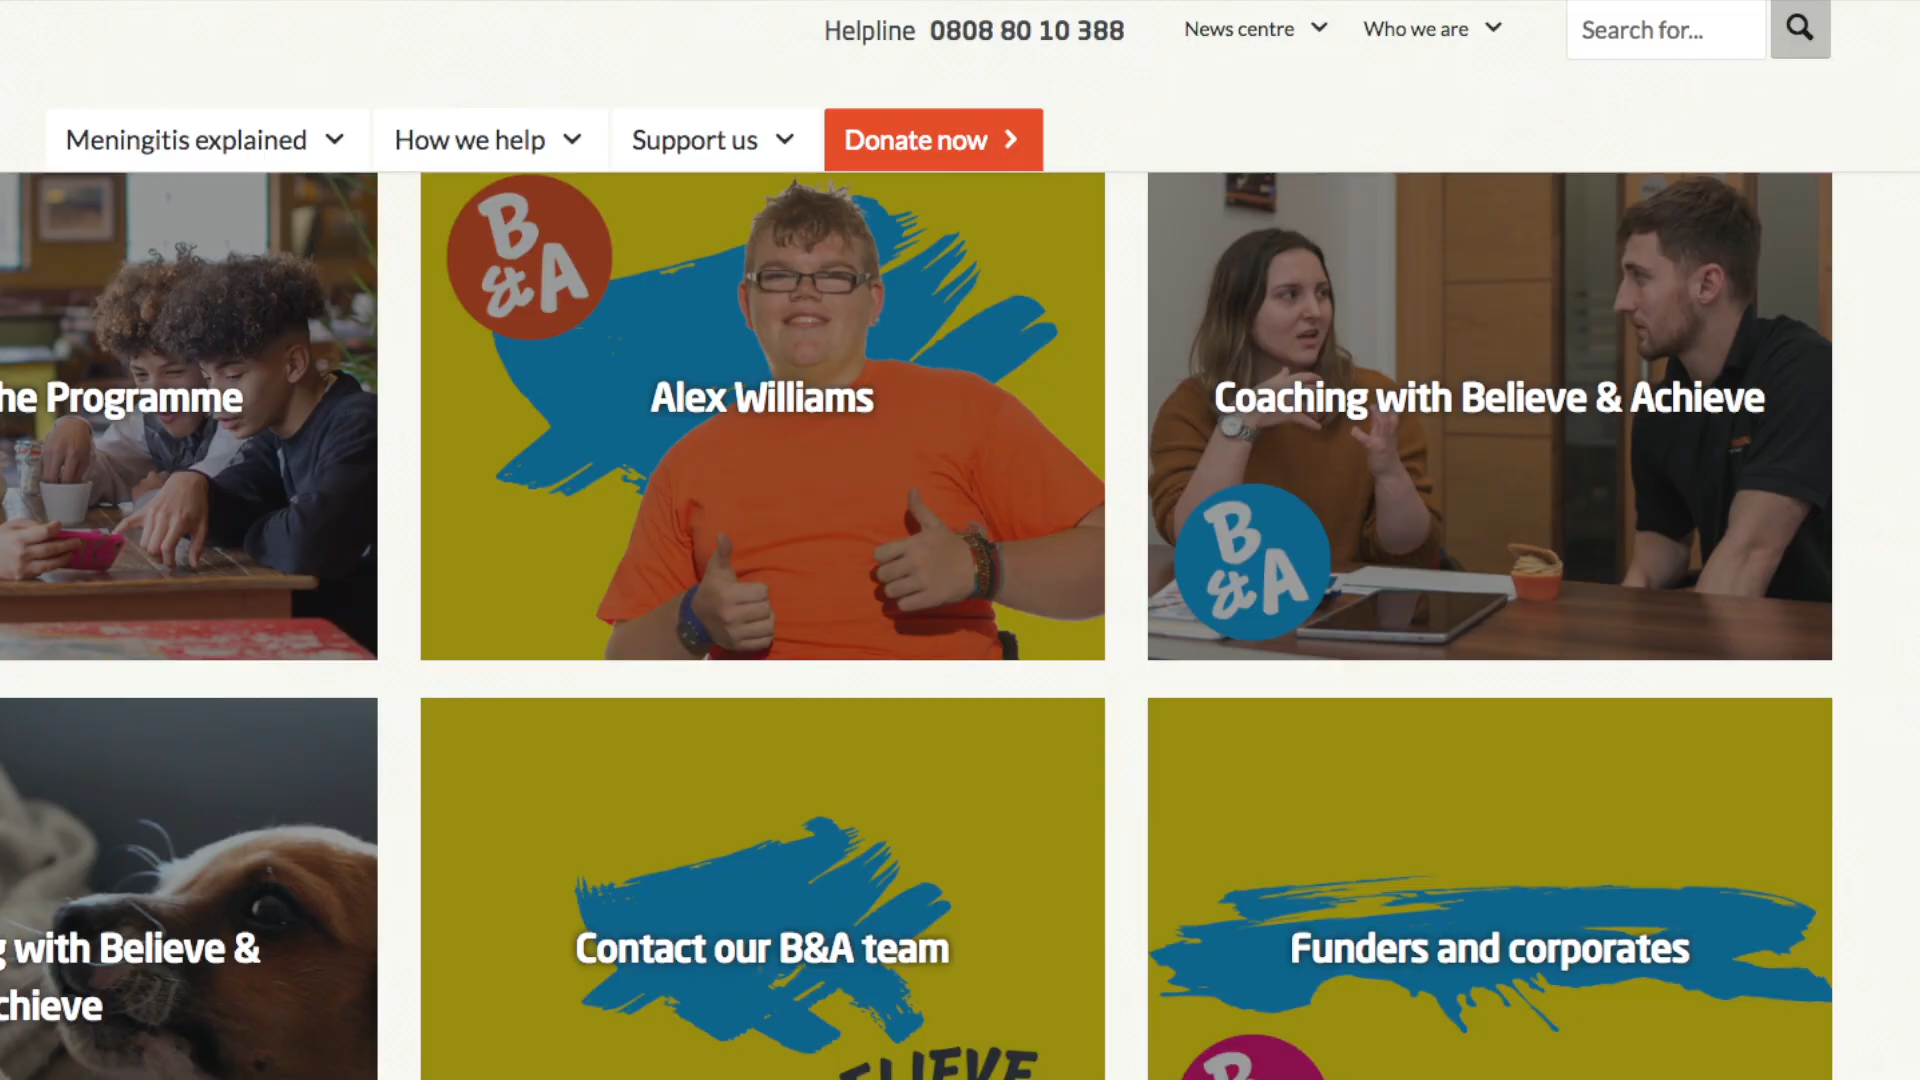 Helpline 0808 80 10 388
News centre
Who we are
Search for...
Meningitis explained
How we help
Support us
Donate now
he Programme
B
&A
Alex Williams
Coaching with Believe & Achieve
B
&A
with Believe &
chieve
Contact our B&A team
Funders and corporates
ELIEVE
B